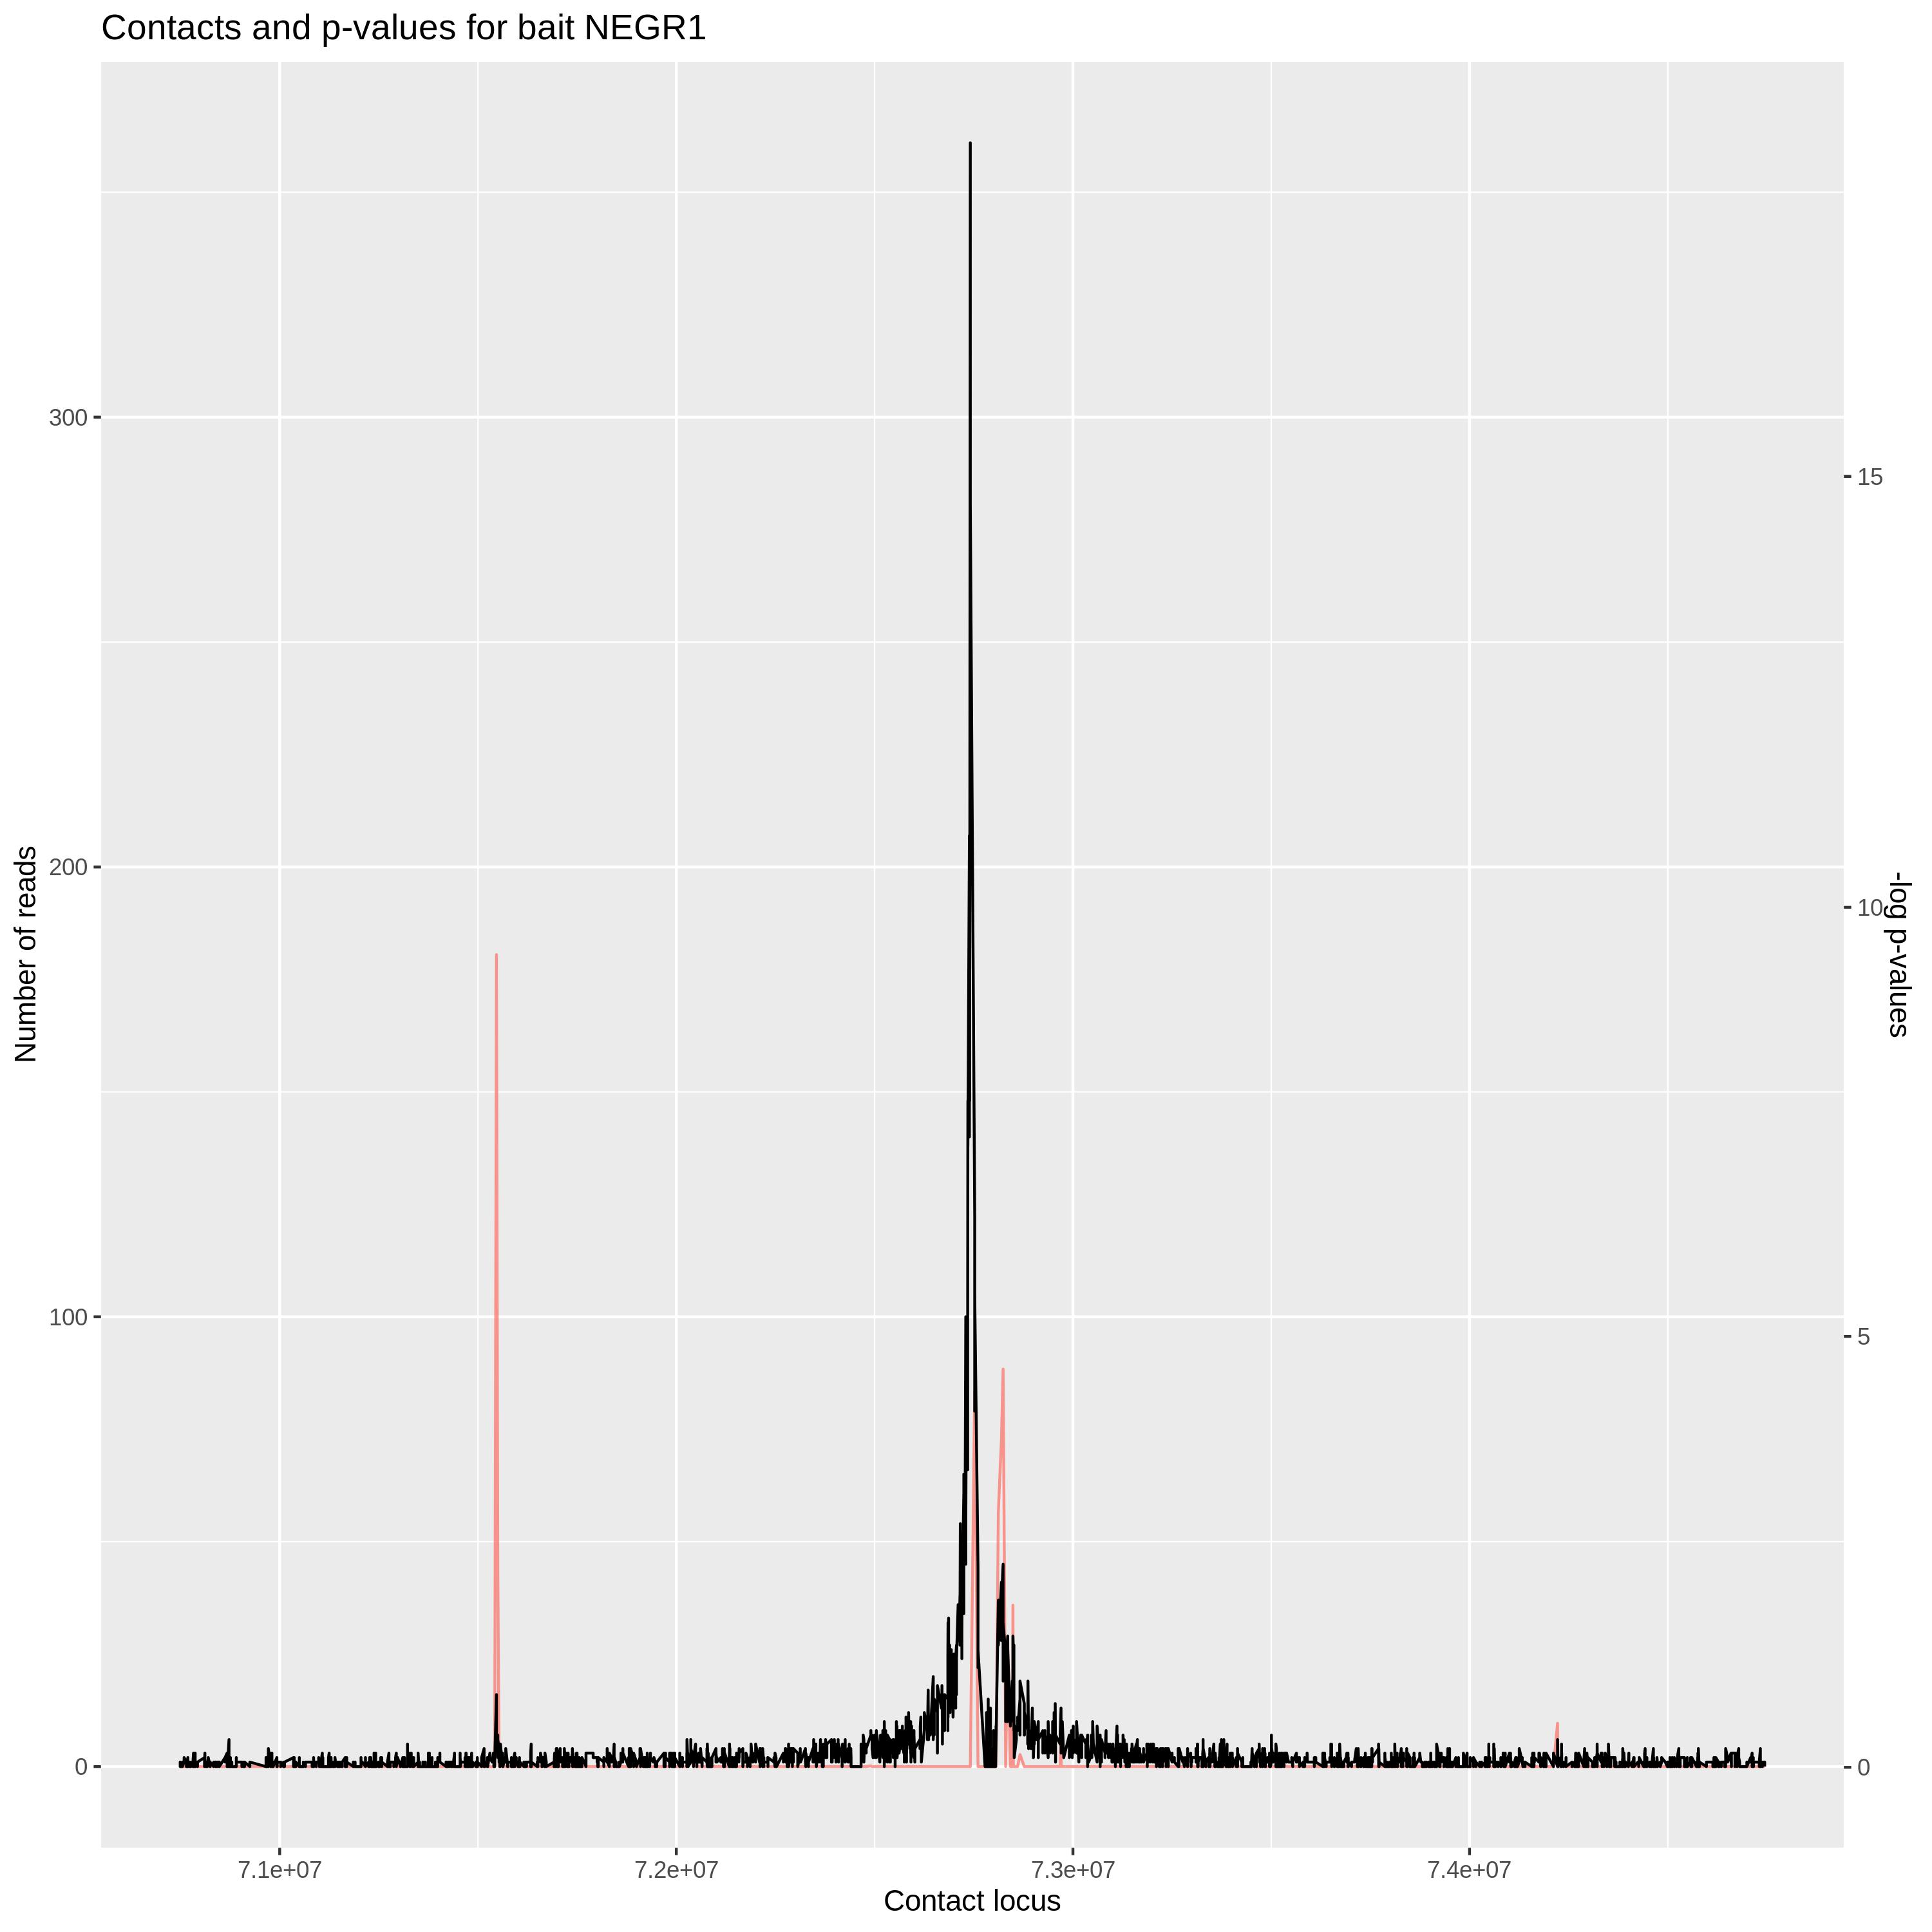 Contacts and p-values for bait NEGR1
300
200
100
0
Number of reads
15
10
5
0
-log p-values
7.1e+07
7.2e+07
7.3e+07
7.4e+07
Contact locus